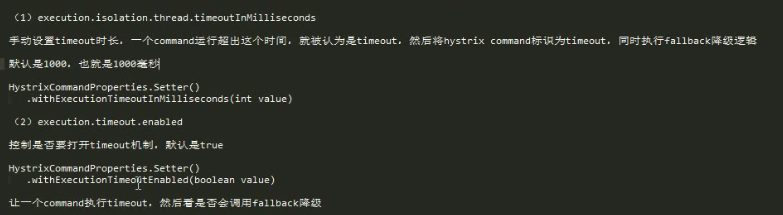 （1）execution.isolation.thread.timeoutInMilliseconds
手动设置timeout时长，一个command运行超出这个时间，就被认为是timeout，然后将hystrix command标识为timeout，同时执行fallback降级逻辑
默认是1000，也就是1000毫秒
HystrixCommandProperties.Setter()
.withExecutionTimeoutInMilliseconds(int value)
（2）execution.timeout.enabled
控制是否要打开timeout机制，默认是true
HystrixCommandProperties.Setter()
.withExecutionTimeoutEnabled(boolean value)
让一个command执行timeout，然后看是否会调用fallback降级